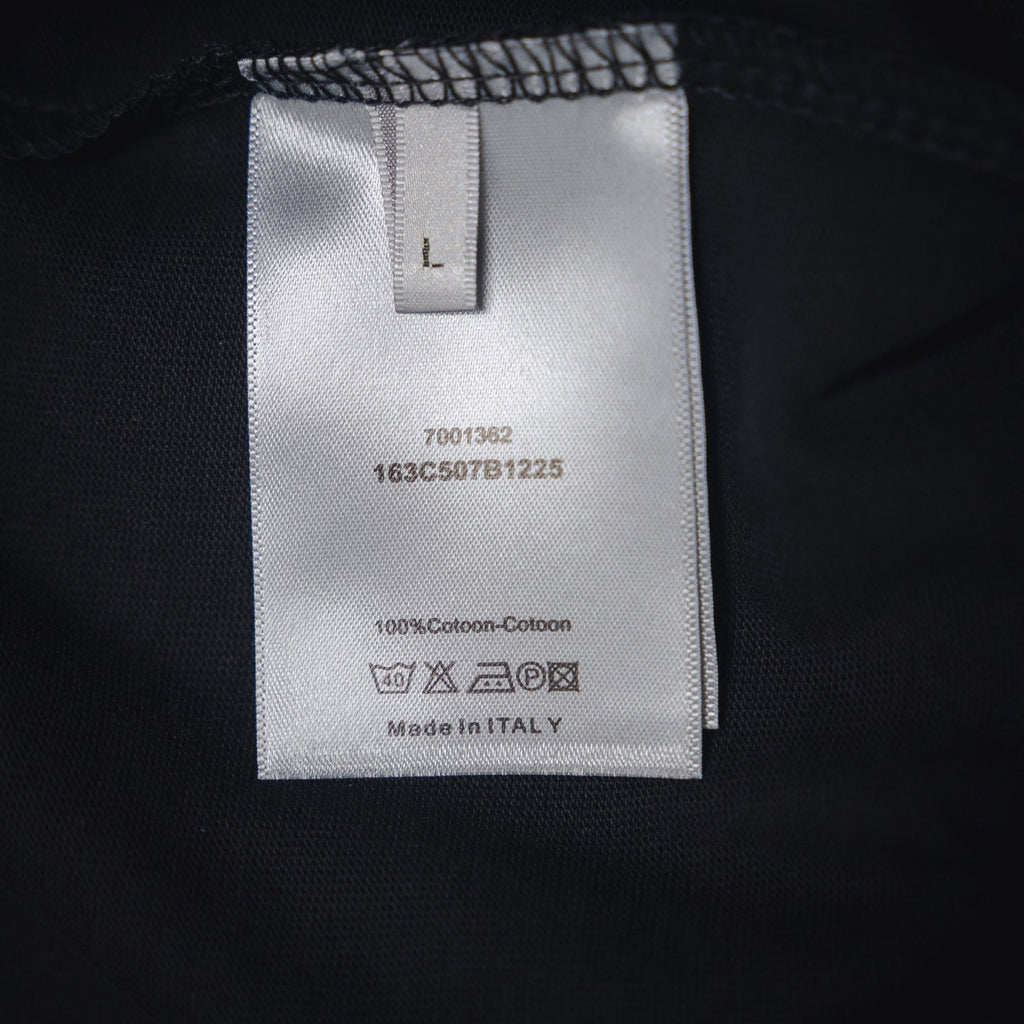 L
7001362
163C507B1225
100%Cotoon-Cotoon
40 P
Made in ITALY